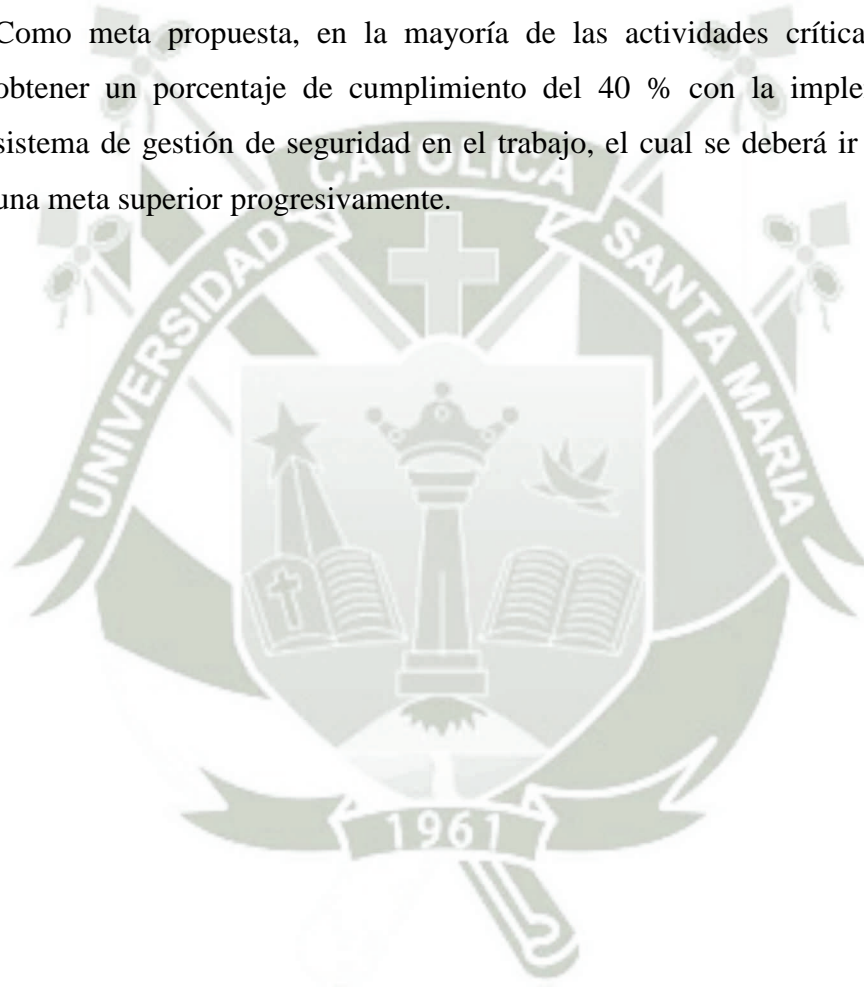 Como meta propuesta, en la mayoría de las actividades crítica
obtener un porcentaje de cumplimiento del 40 % con la imple
sistema de gestión de seguridad en el trabajo, el cual se deberá ir
una meta superior progresivamente.
UNIVERSIDAD CATOLICA SANTA MARIA
1961